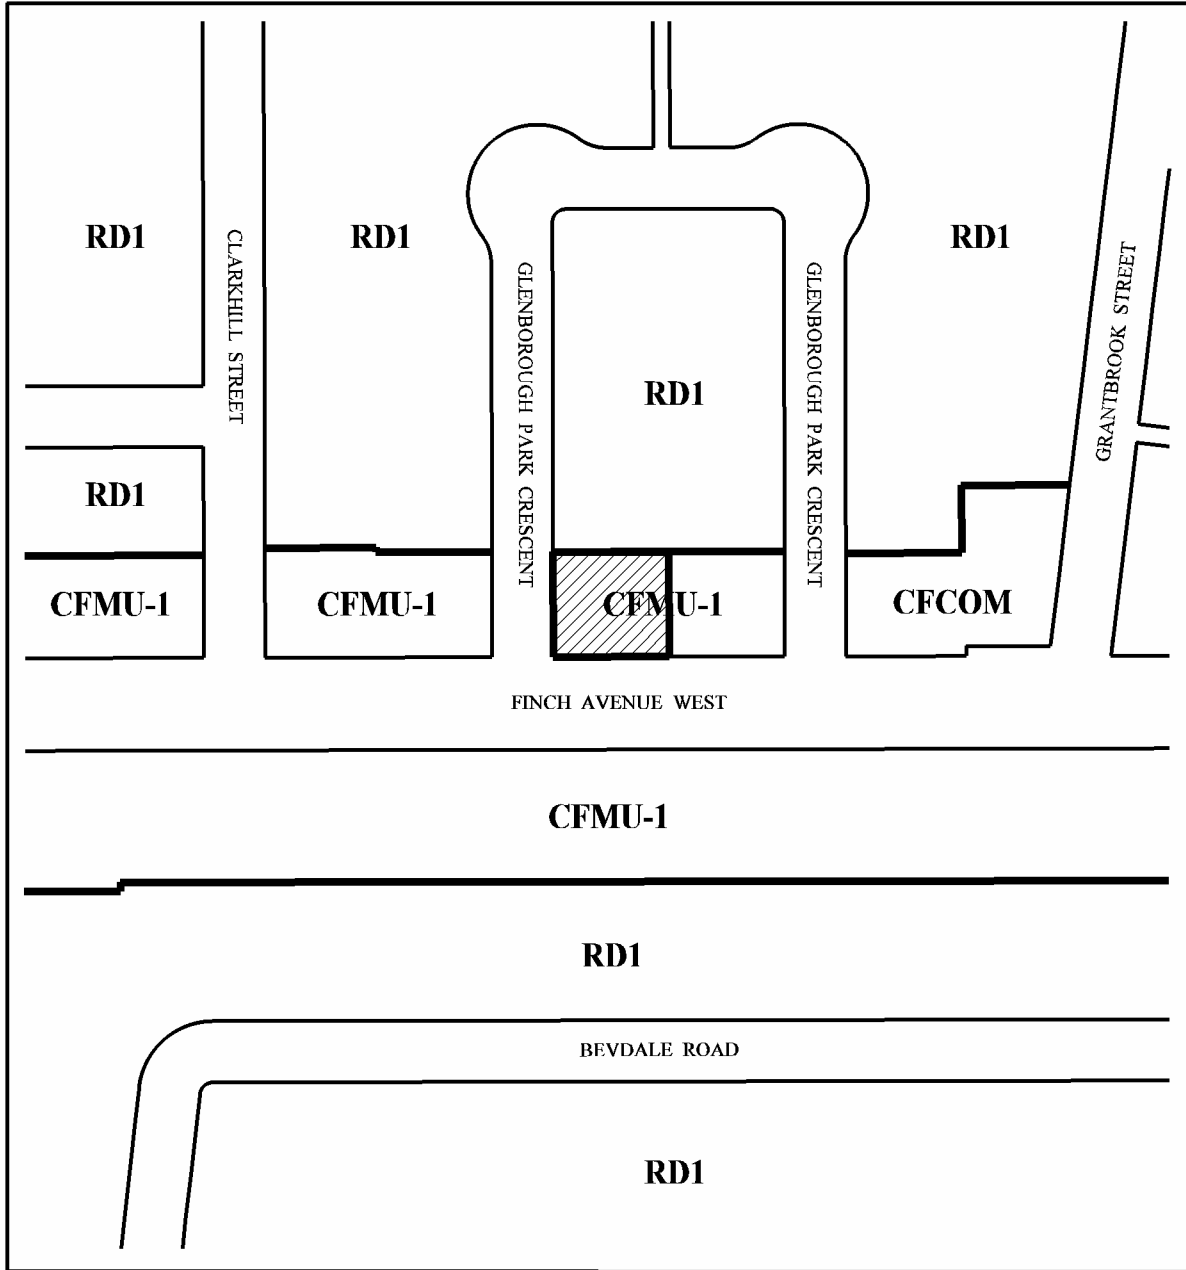 RD1
RD1
RD1
CLARKHILL STREET
GLENBOROUGH PARK CRESCENT
GLENBOROUGH PARK CRESCENT
GRANTBROOK STREET
RD1
RD1
CFMU-1
CFMU-1
CFMU-1
CFCOM
FINCH AVENUE WEST
CFMU-1
RD1
BEVDALE ROAD
RD1